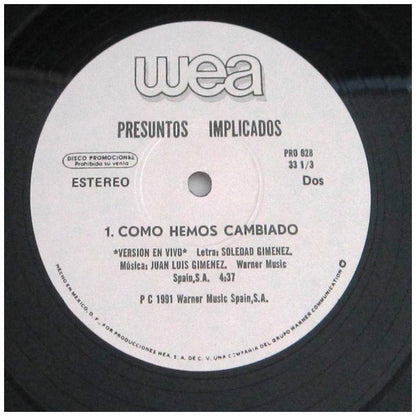 wea
PRESUNTOS IMPLICADOS
DISCO PROMOCIONAL
Prohibida su venta
PRO 028
33 1/3
ESTEREO
Dos
1. COMO HEMOS CAMBIADO
*VERSION EN VIVO* Letra: SOLEDAD GIMENEZ.
Música: JUAN LUIS GIMENEZ. Warner Music
Spain,S.A. 4:37
P C 1991 Warner Music Spain,S.A.
HECHO EN MEXICO, D. F. POR PRODUCCIONES WEA, S. A. DE C. V. UNA COMPAÑIA DEL GRUPO WARNER COMMUNICATION